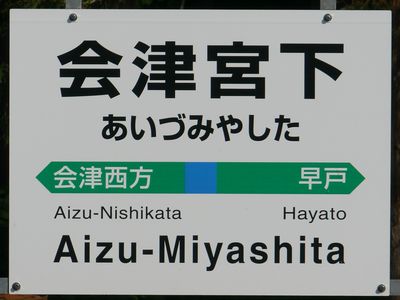 会津宮下
あいづみやした
会津西方 早戸
Aizu-Nishikata Hayato
Aizu-Miyashita